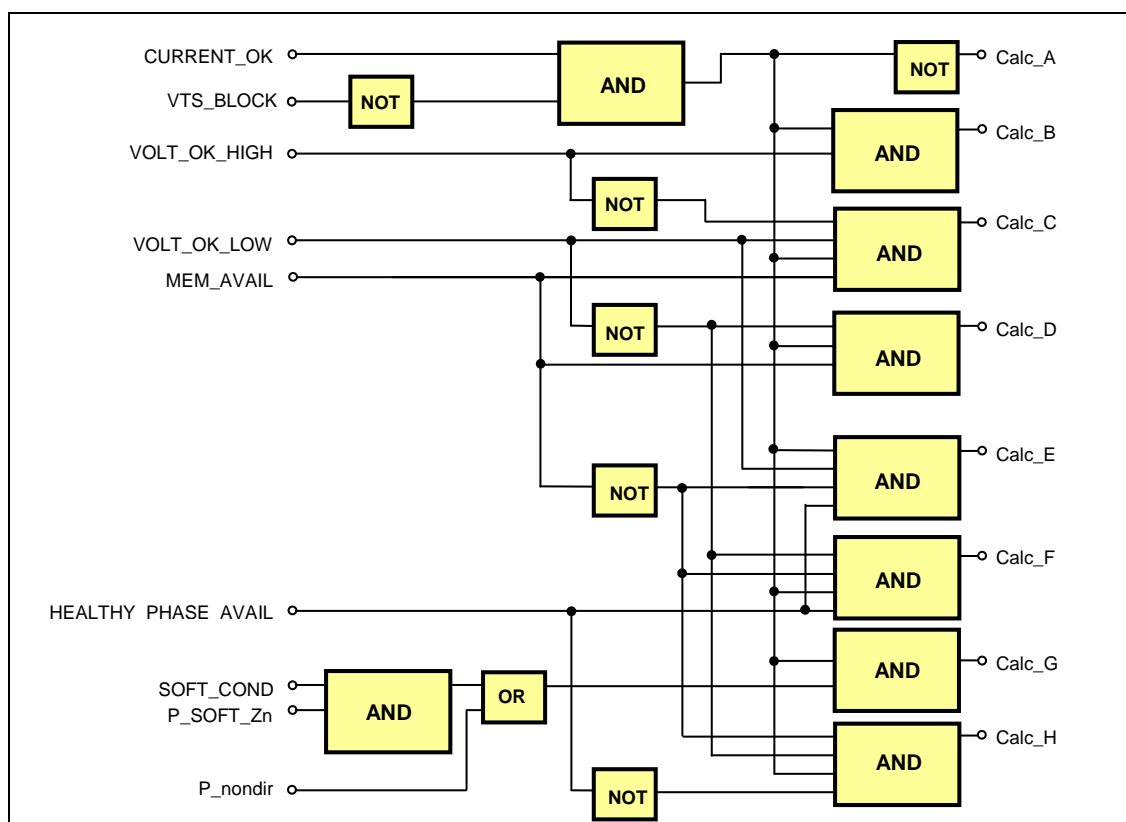 CURRENT_OK
AND
NOT
Calc_A
VTS_BLOCK
NOT
Calc_B
VOLT_OK_HIGH
AND
NOT
Calc_C
VOLT_OK_LOW
AND
MEM_AVAIL
NOT
Calc_D
AND
Calc_E
NOT
AND
Calc_F
AND
HEALTHY PHASE AVAIL
Calc_G
SOFT_COND
AND
OR
AND
P_SOFT_Zn
Calc_H
AND
P_nondir
NOT